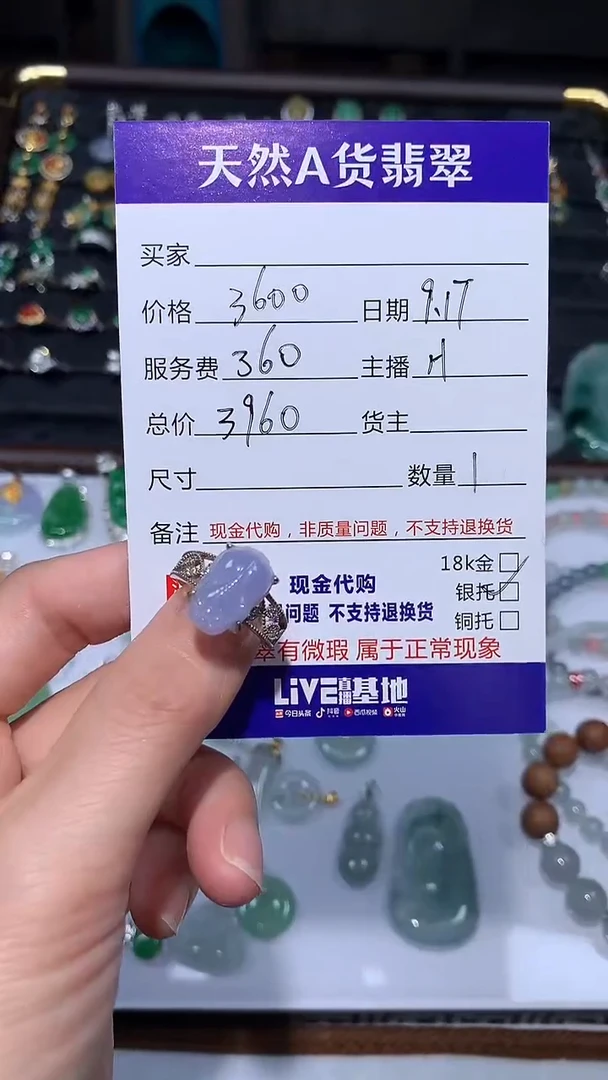 天然A货翡翠
买家
价格 3600 日期 9.17
服务费 360 主播 H
总价 3960 货主
尺寸 数量 1
备注 现金代购，非质量问题，不支持退换货
18k金
现金代购
银托
问题 不支持退换货
铜托
翠有微瑕 属于正常现象
LiVE直播基地
今日头条 抖音 西瓜视频 火山